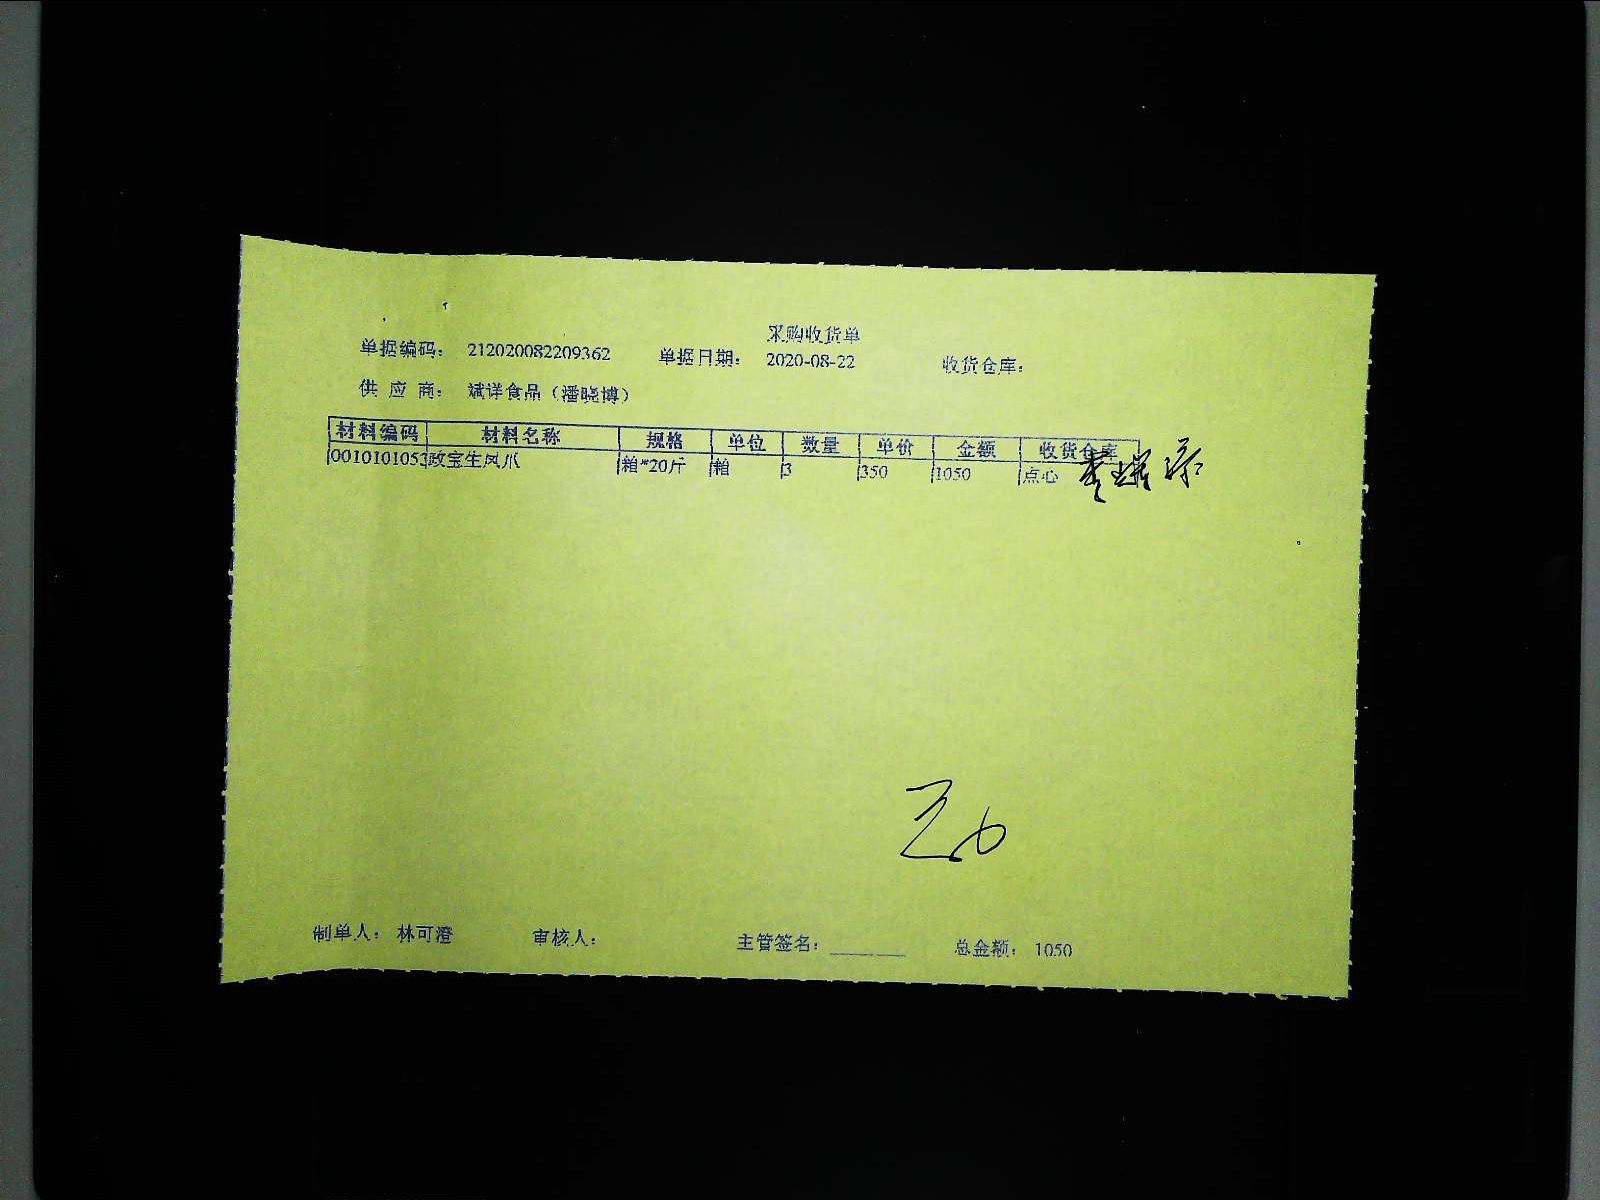 采购收货单
单据编码： 212020082209362 单据日期： 2020-08-22 收货仓库：
供 应 商： 斌详食品（潘晓博）
材料编码 材料名称 规格 单位 数量 单价 金额 收货仓库
0010101053 政宝生凤爪 箱*20斤 箱 3 350 1050 点心
制单人： 林可澄 审核人： 主管签名： 总金额： 1050